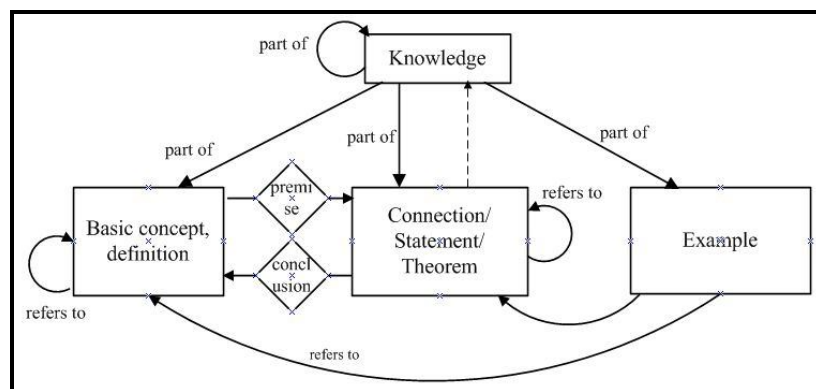 part of
Knowledge
part of
part of
part of
premi
se
Basic concept,
definition
Connection/
Statement/
Theorem
refers to
Example
concl
usion
refers to
refers to